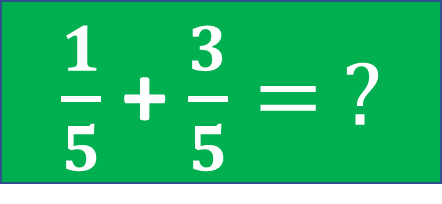 1/5 + 3/5 = ?